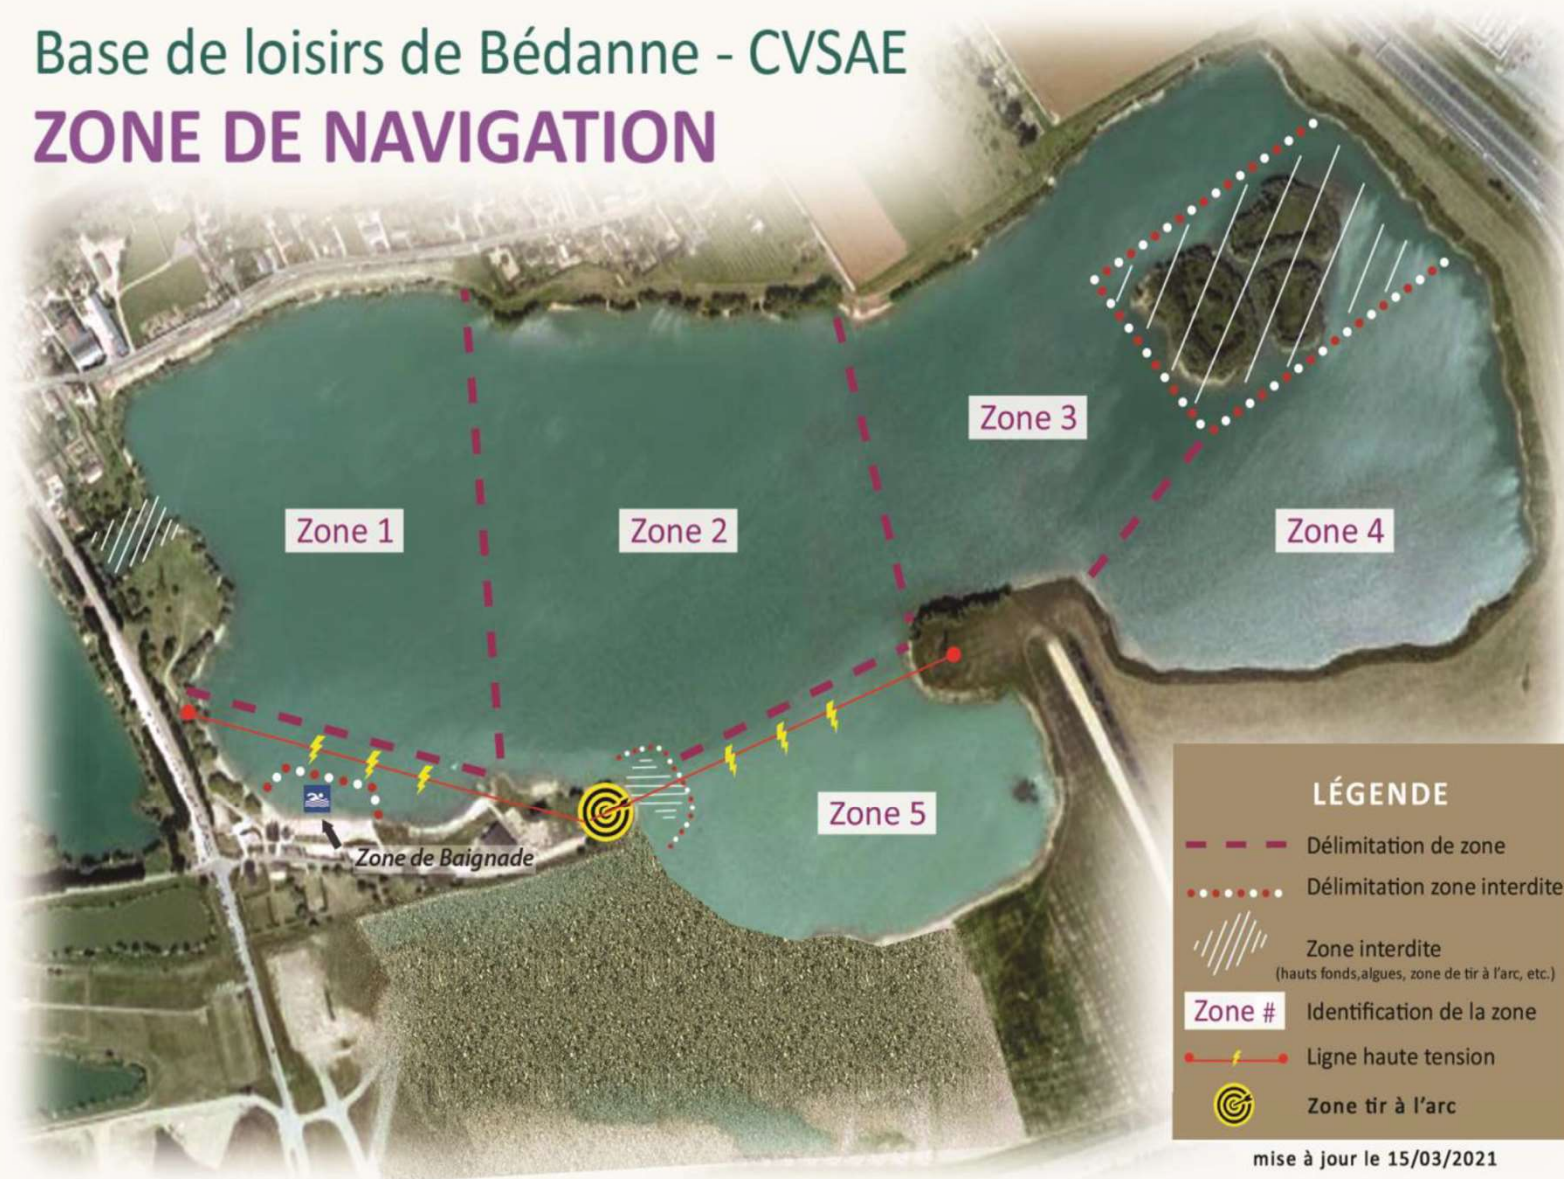 Base de loisirs de Bédanne - CVSAE
ZONE DE NAVIGATION
Zone 3
Zone 1
Zone 2
Zone 4
Zone 5
Zone de Baignade
LÉGENDE
Délimitation de zone
Délimitation zone interdite
Zone interdite
(hauts fonds,algues, zone de tir à l'arc, etc.)
Zone # Identification de la zone
Ligne haute tension
Zone tir à l'arc
mise à jour le 15/03/2021